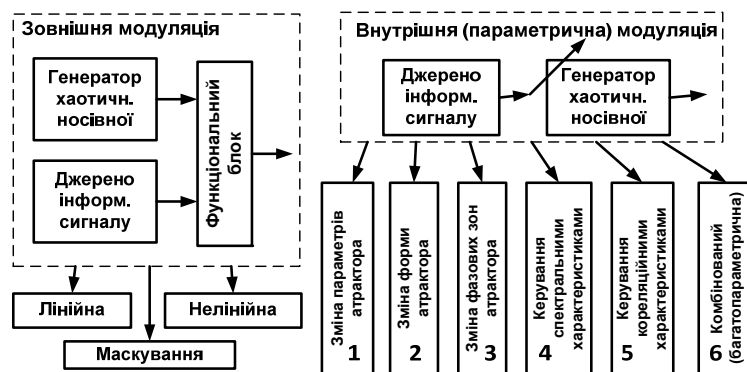 Зовнішня модуляція
Генератор
хаотичн.
носівної
Джерено
інформ.
сигналу
Функціональний
блок
Лінійна
Нелінійна
Маскування
Внутрішня (параметрична) модуляція
Джерено
інформ.
сигналу
Генератор
хаотичн.
носівної
Зміна параметрів
атрактора
1
Зміна форми
атрактора
2
Зміна фазових зон
атрактора
3
Керування
спектральними
характеристиками
4
Керування
кореляційними
характеристиками
5
Комбінований
(багатопараметрична)
6